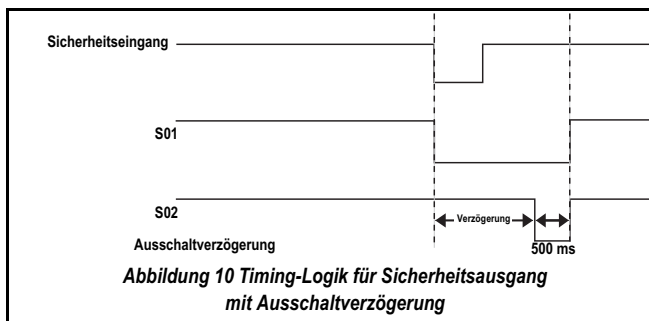 Sicherheitseingang
S01
S02
Verzögerung
Ausschaltverzögerung
500 ms
Abbildung 10 Timing-Logik für Sicherheitsausgang
mit Ausschaltverzögerung